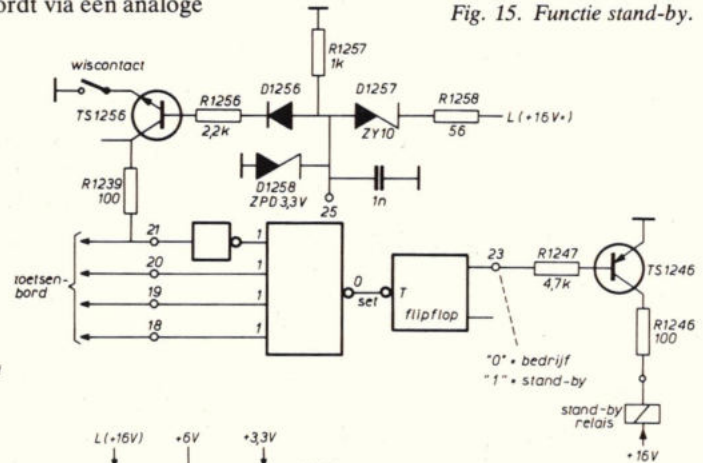 ordt via een analoge
Fig. 15. Functie stand-by.
R1257
1k
wiscontact
D1256
D1257
R1256
R1258
TS1256
L(+16V•)
2,2k
ZY10
56
R1239
100
D1258
ZPD3,3V
1n
25
21
1
23
R1247
TS1246
20
1
0
toetsen-
bord
set
T
4,7k
19
1
flipflop
R1246
100
18
1
"0" • bedrijf
"1" • stand-by
stand-by
relais
L(+16V)
+6V
+3,3V
+16V